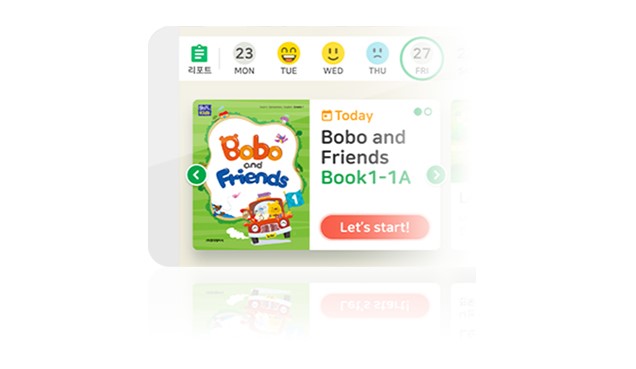 23
27
리포트
MON
TUE
WED
THU
FRI
Bobo
and
Friends
1
Today
Bobo and
Friends
Book1-1A
Let's start!